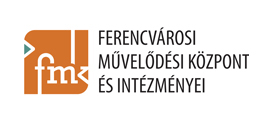 fmk
FERENCVÁROSI
MŰVELŐDÉSI KÖZPONT
ÉS INTÉZMÉNYEI